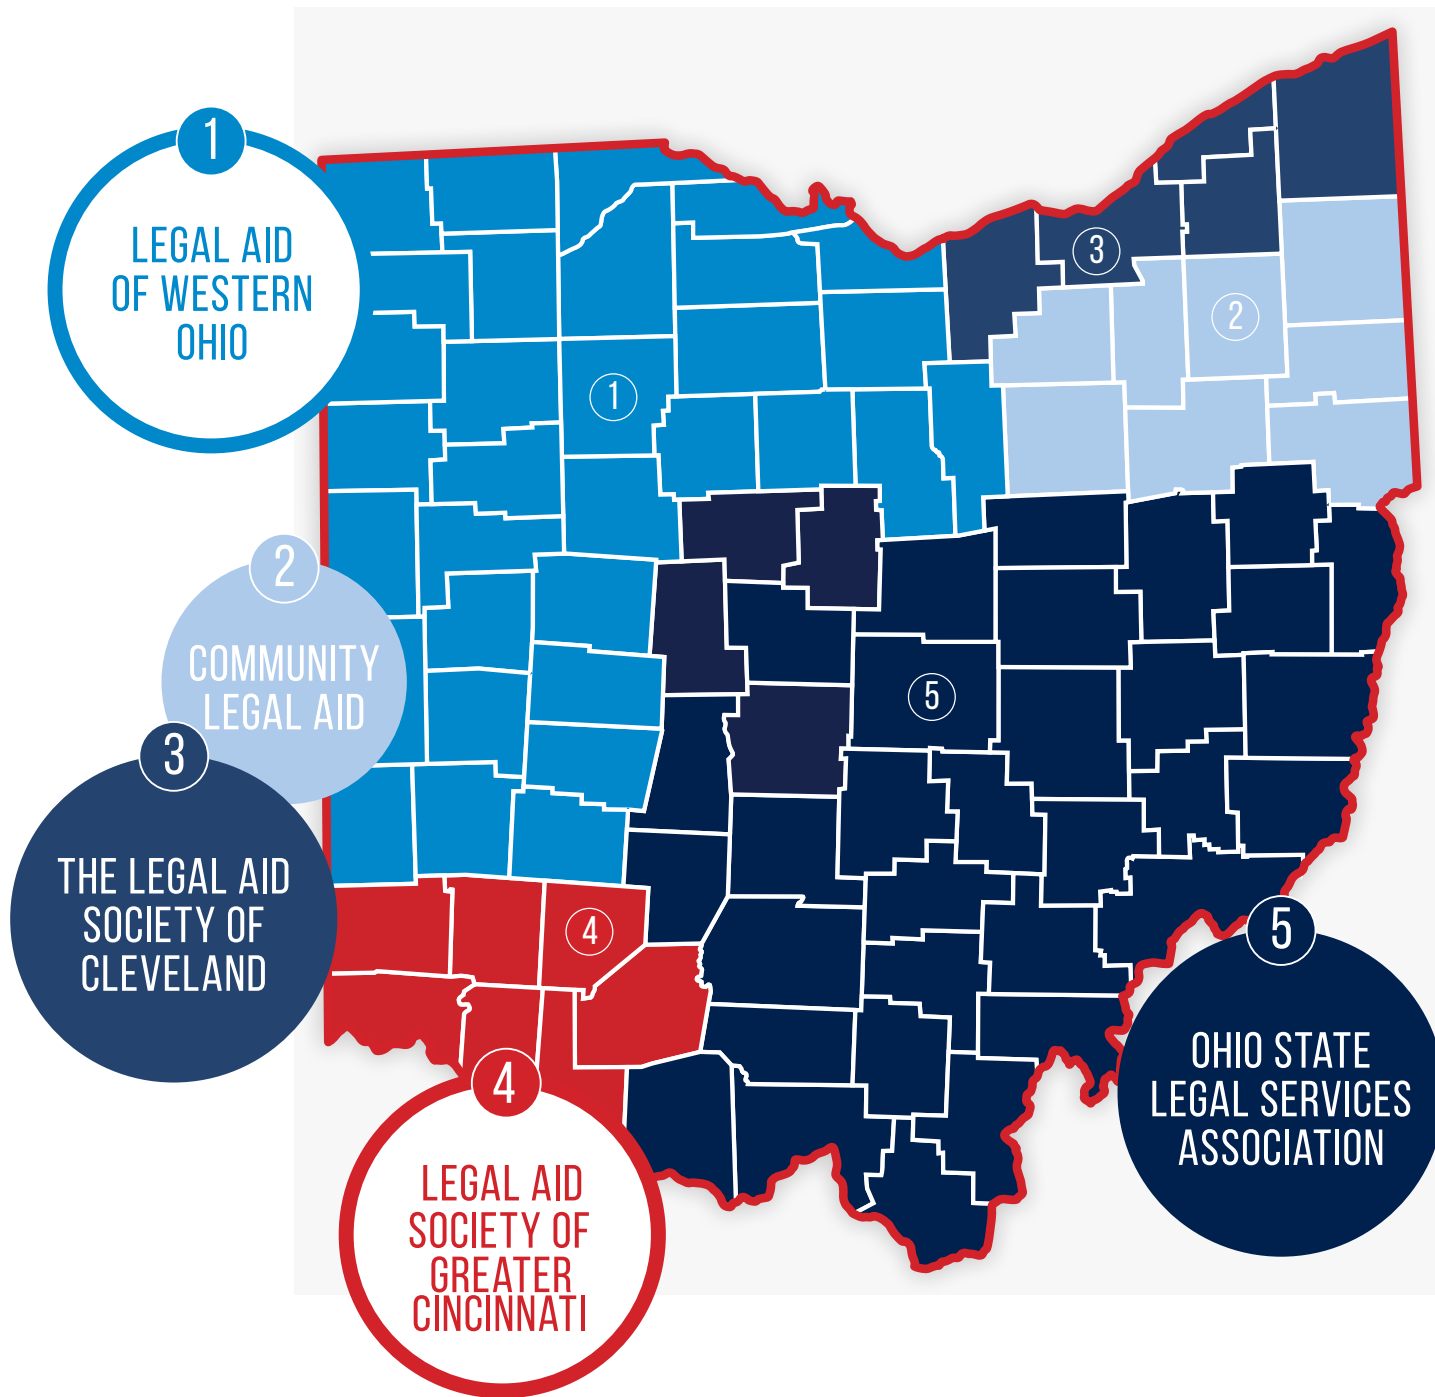 1
LEGAL AID
OF WESTERN
OHIO
2
COMMUNITY
LEGAL AID
3
THE LEGAL AID
SOCIETY OF
CLEVELAND
4
LEGAL AID
SOCIETY OF
GREATER
CINCINNATI
5
OHIO STATE
LEGAL SERVICES
ASSOCIATION
3
2
1
5
4